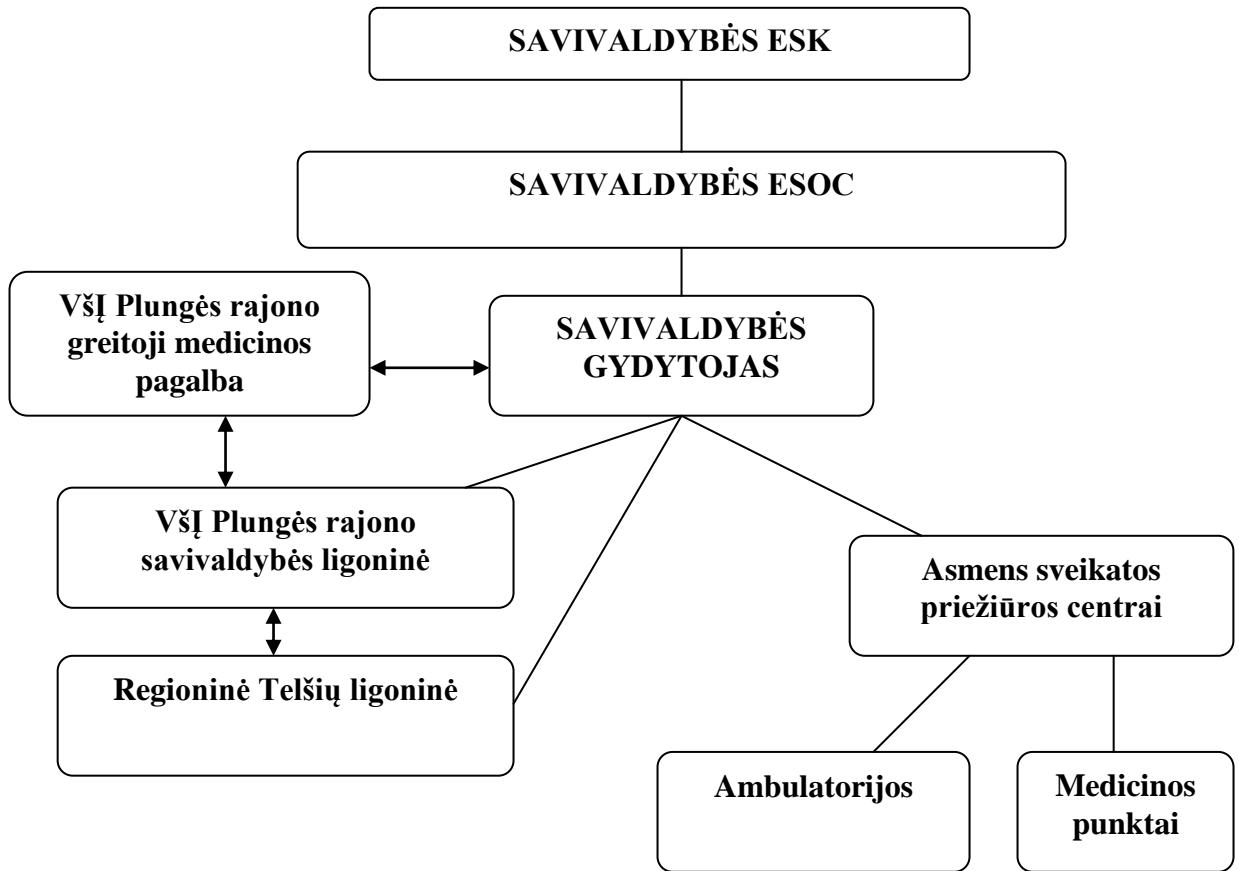 SAVIVALDYBĖS ESK
SAVIVALDYBĖS ESOC
VšĮ Plungės rajono
greitoji medicinos
pagalba
SAVIVALDYBĖS
GYDYTOJAS
VšĮ Plungės rajono
savivaldybės ligoninė
Asmens sveikatos
priežiūros centrai
Regioninė Telšių ligoninė
Ambulatorijos
Medicinos
punktai